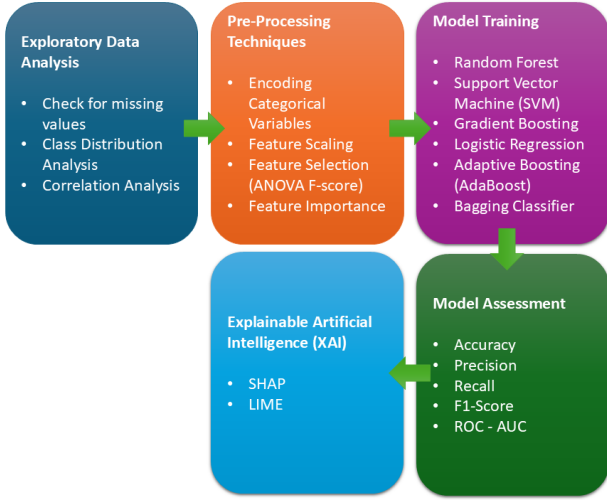 Exploratory Data
Analysis
• Check for missing
values
• Class Distribution
Analysis
• Correlation Analysis
Pre-Processing
Techniques
• Encoding
Categorical
Variables
• Feature Scaling
• Feature Selection
(ANOVA F-score)
• Feature Importance
Model Training
• Random Forest
• Support Vector
Machine (SVM)
• Gradient Boosting
• Logistic Regression
• Adaptive Boosting
(AdaBoost)
• Bagging Classifier
Model Assessment
• Accuracy
• Precision
• Recall
• F1-Score
• ROC - AUC
Explainable Artificial
Intelligence (XAI)
• SHAP
• LIME